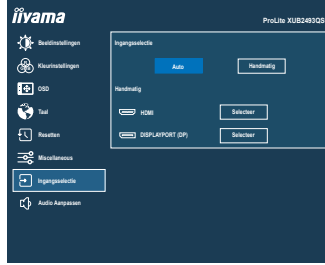 iiyama
ProLite XUB2493QS
Beeldinstellingen
Kleurinstellingen
OSD
Taal
Resetten
Miscellaneous
Ingangsselectie
Audio Aanpassen
Ingangsselectie
Auto
Handmatig
Handmatig
HDMI
Selecteer
DISPLAYPORT (DP)
Selecteer